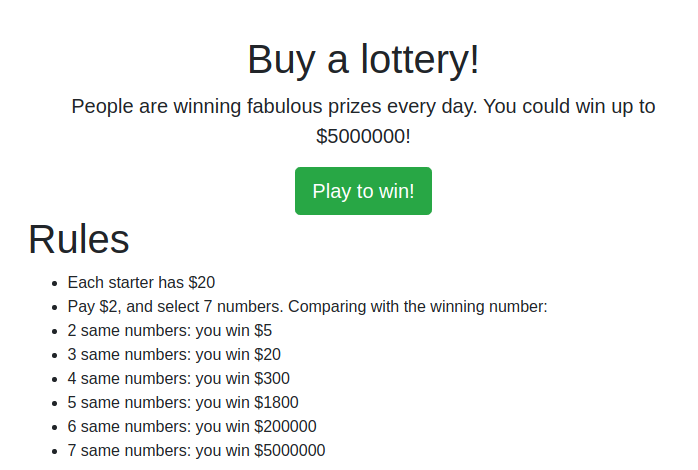 Buy a lottery!
People are winning fabulous prizes every day. You could win up to
$5000000!
Play to win!
Rules
Each starter has $20
Pay $2, and select 7 numbers. Comparing with the winning number:
2 same numbers: you win $5
3 same numbers: you win $20
4 same numbers: you win $300
5 same numbers: you win $1800
6 same numbers: you win $200000
7 same numbers: you win $5000000